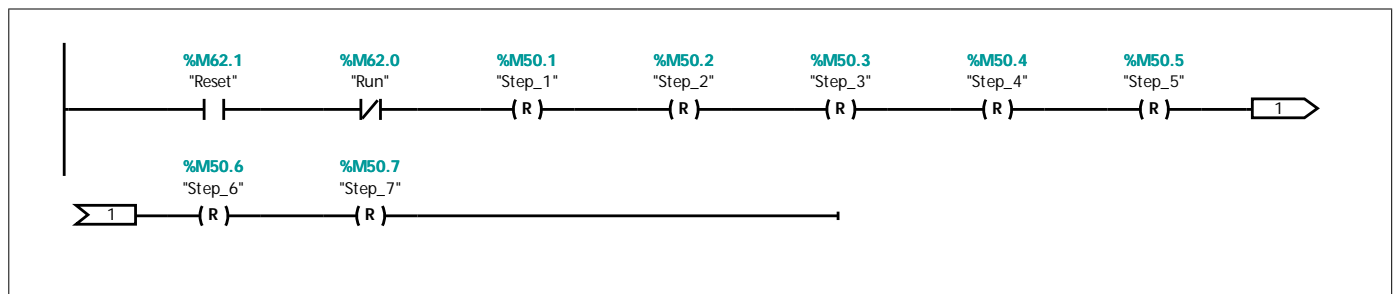 %M62.1 %M62.0 %M50.1 %M50.2 %M50.3 %M50.4 %M50.5
"Reset" "Run" "Step_1" "Step_2" "Step_3" "Step_4" "Step_5"
R R R R R 1
%M50.6 %M50.7
"Step_6" "Step_7"
1 R R